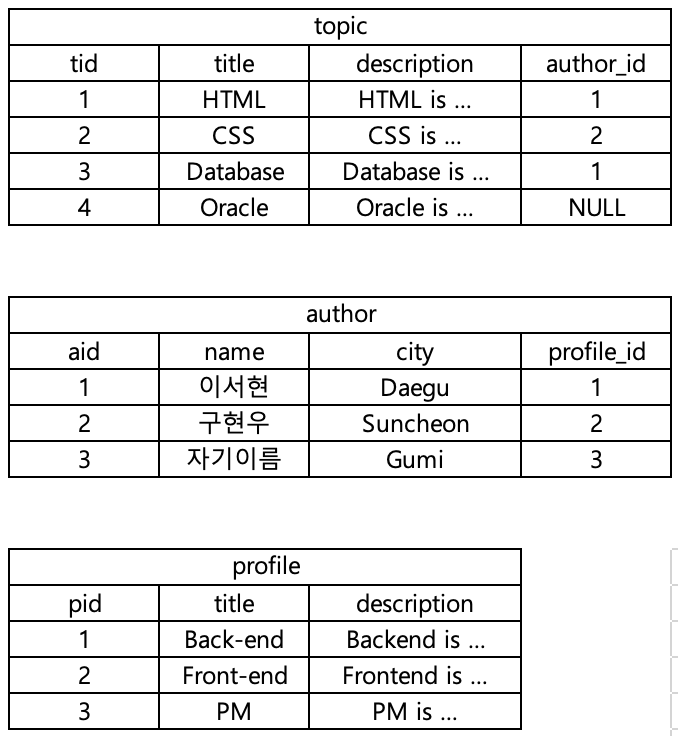 topic
tid title description author_id
1 HTML HTML is ... 1
2 CSS CSS is ... 2
3 Database Database is ... 1
4 Oracle Oracle is ... NULL
author
aid name city profile_id
1 이서현 Daegu 1
2 구현우 Suncheon 2
3 자기이름 Gumi 3
profile
pid title description
1 Back-end Backend is ...
2 Front-end Frontend is ...
3 PM PM is ...